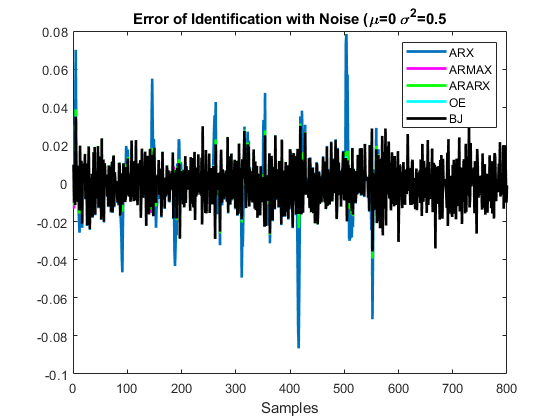 Error of Identification with Noise (μ=0 σ²=0.5
0.08
0.06
0.04
0.02
0
-0.02
-0.04
-0.06
-0.08
-0.1
ARX
ARMAX
ARARX
OE
BJ
0 100 200 300 400 500 600 700 800
Samples